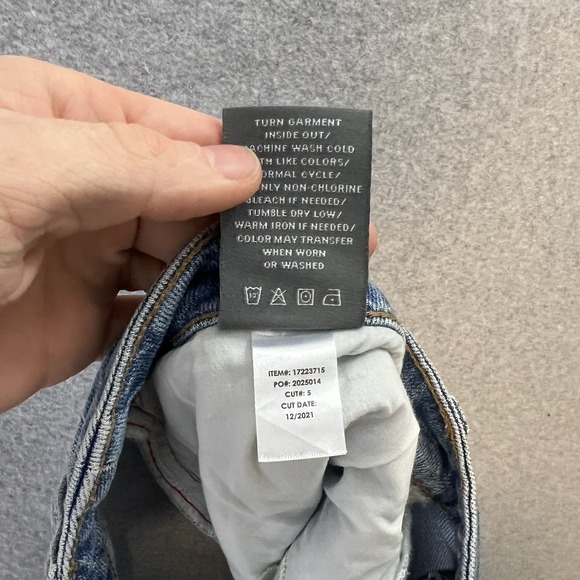 TURN GARMENT
INSIDE OUT/
MACHINE WASH COLD
WITH LIKE COLORS/
NORMAL CYCLE/
ONLY NON-CHLORINE
BLEACH IF NEEDED/
TUMBLE DRY LOW/
WARM IRON IF NEEDED/
COLOR MAY TRANSFER
WHEN WORN
OR WASHED
ITEM#: 17223715
PO#: 2025014
CUT#: 5
CUT DATE:
12/2021